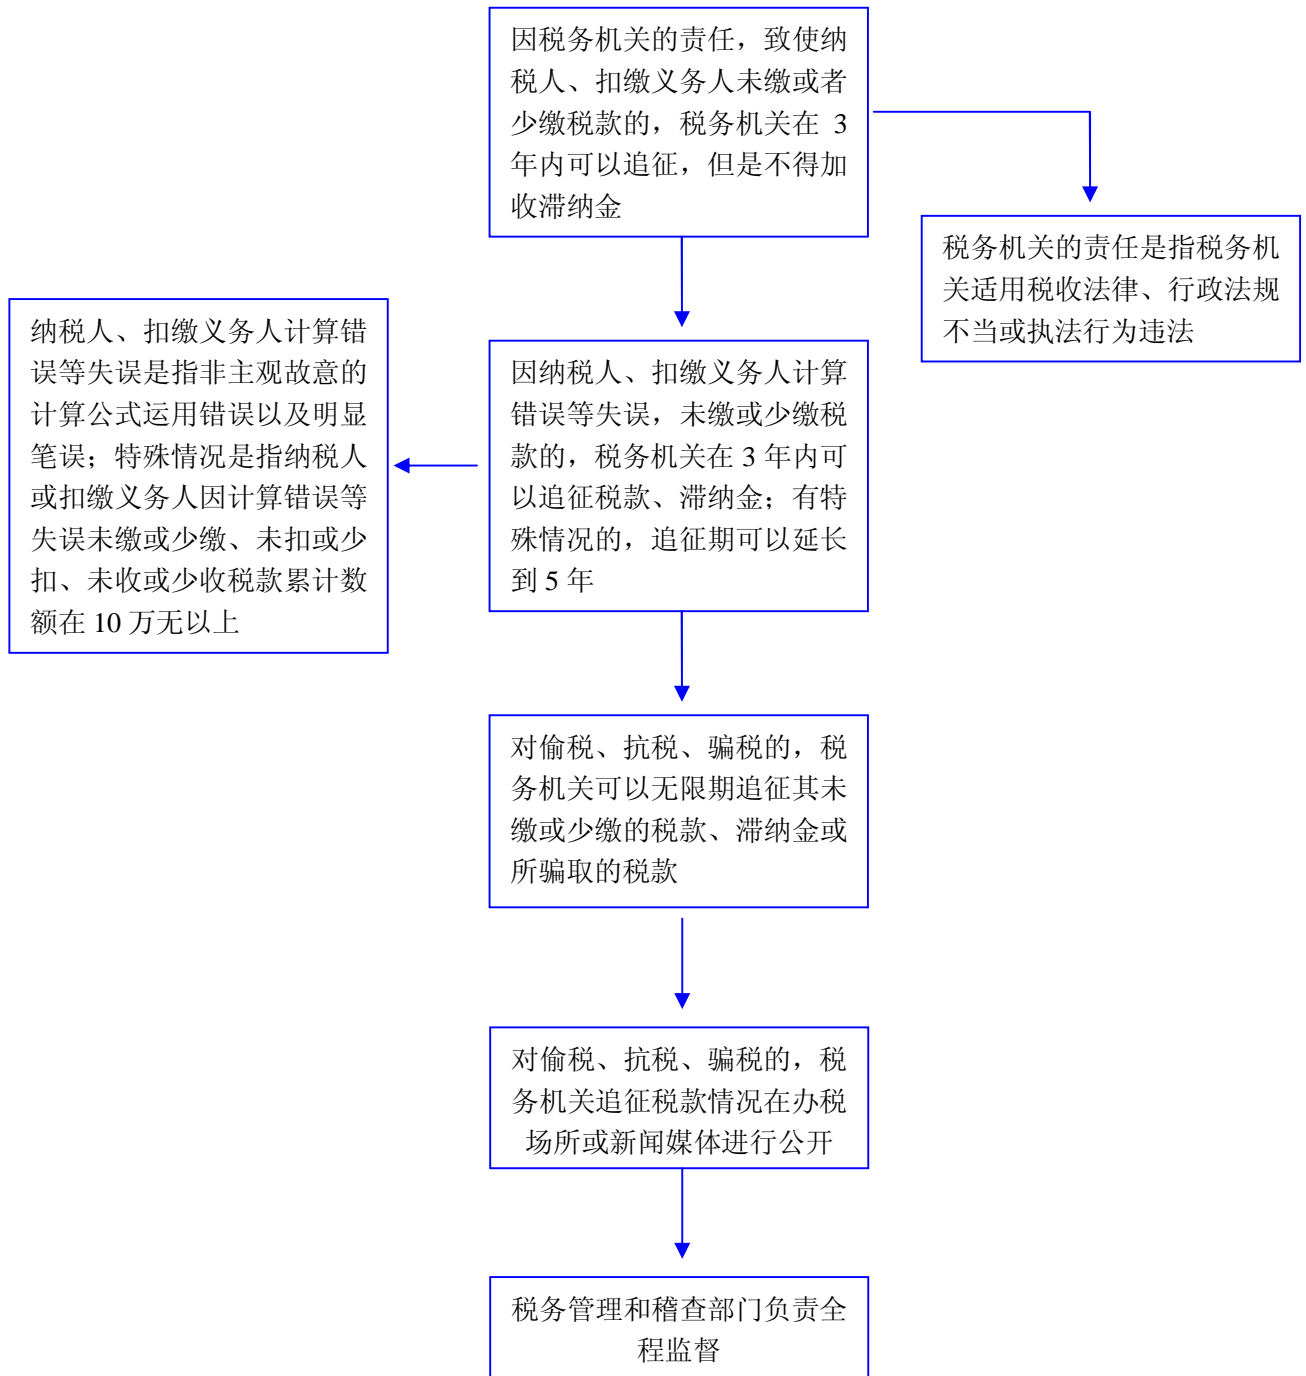 因税务机关的责任，致使纳
税人、扣缴义务人未缴或者
少缴税款的，税务机关在 3
年内可以追征，但是不得加
收滞纳金
税务机关的责任是指税务机
关适用税收法律、行政法规
不当或执法行为违法
纳税人、扣缴义务人计算错
误等失误是指非主观故意的
计算公式运用错误以及明显
笔误；特殊情况是指纳税人
或扣缴义务人因计算错误等
失误未缴或少缴、未扣或少
扣、未收或少收税款累计数
额在 10 万无以上
因纳税人、扣缴义务人计算
错误等失误，未缴或少缴税
款的，税务机关在 3 年内可
以追征税款、滞纳金；有特
殊情况的，追征期可以延长
到 5 年
对偷税、抗税、骗税的，税
务机关可以无限期追征其未
缴或少缴的税款、滞纳金或
所骗取的税款
对偷税、抗税、骗税的，税
务机关追征税款情况在办税
场所或新闻媒体进行公开
税务管理和稽查部门负责全
程监督